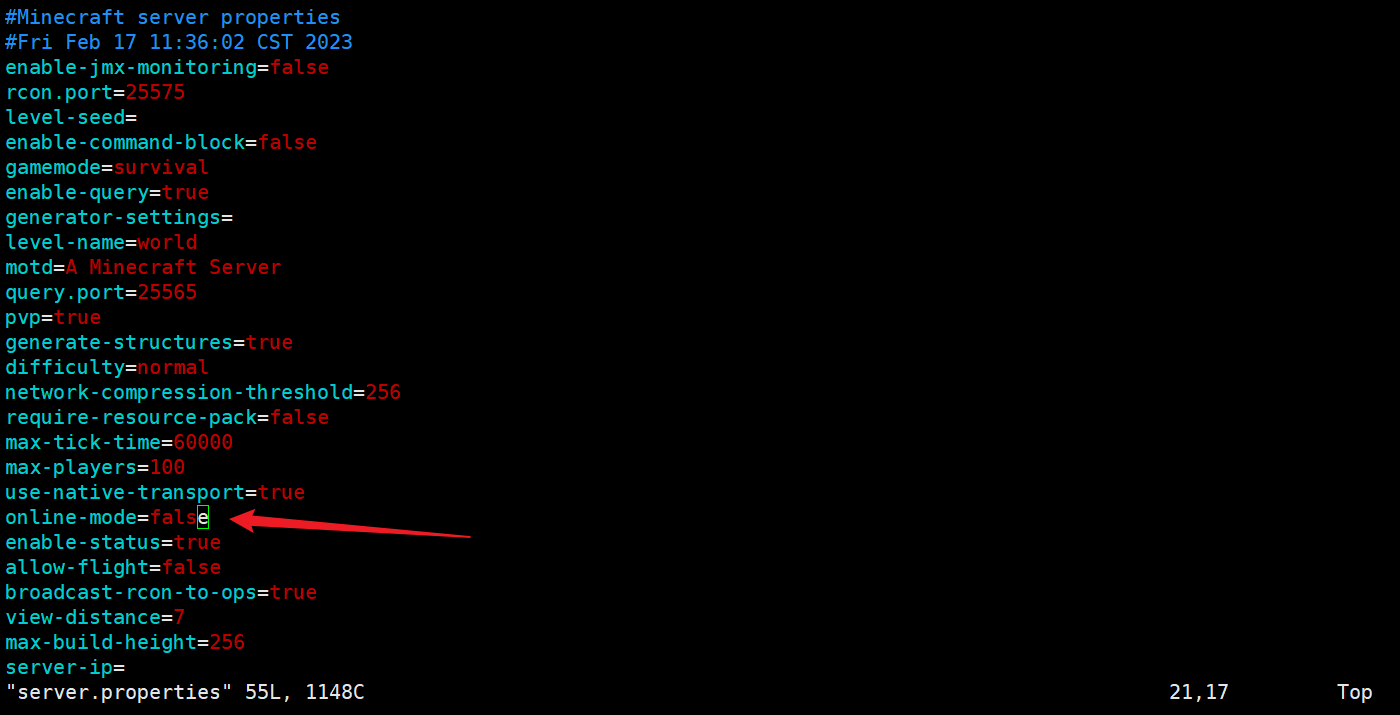 #Minecraft server properties
#Fri Feb 17 11:36:02 CST 2023
enable-jmx-monitoring=false
rcon.port=25575
level-seed=
enable-command-block=false
gamemode=survival
enable-query=true
generator-settings=
level-name=world
motd=A Minecraft Server
query.port=25565
pvp=true
generate-structures=true
difficulty=normal
network-compression-threshold=256
require-resource-pack=false
max-tick-time=60000
max-players=100
use-native-transport=true
online-mode=false
enable-status=true
allow-flight=false
broadcast-rcon-to-ops=true
view-distance=7
max-build-height=256
server-ip=
"server.properties" 55L, 1148C 21,17 Top